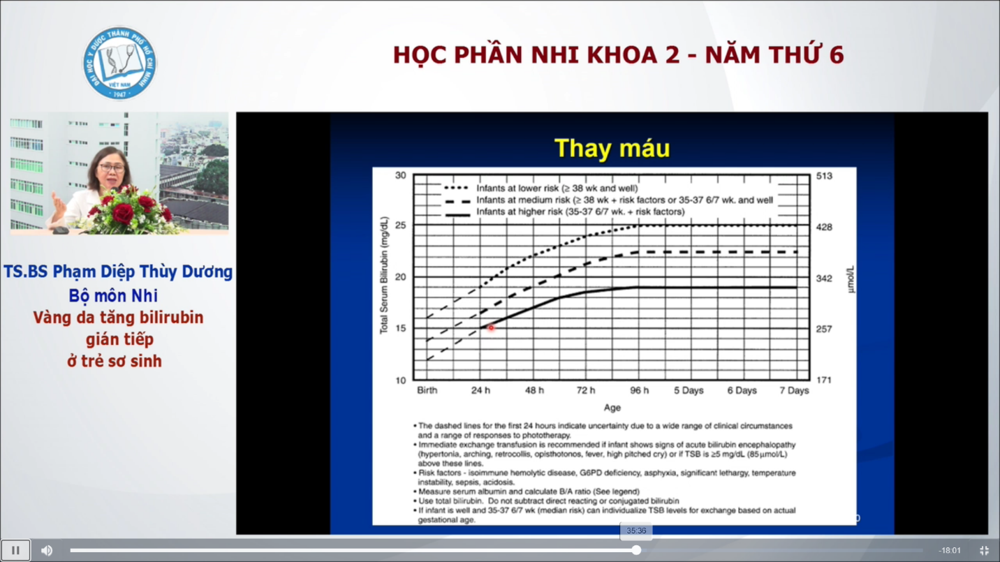 ĐẠI HỌC Y DƯỢC THÀNH PHỐ HỒ CHÍ MINH
VIỆT NAM
1947
HỌC PHẦN NHI KHOA 2 - NĂM THỨ 6
TS.BS Phạm Diệp Thùy Dương
Bộ môn Nhi
Vàng da tăng bilirubin
gián tiếp
ở trẻ sơ sinh
Thay máu
Infants at lower risk (≥ 38 wk and well)
Infants at medium risk (≥ 38 wk + risk factors or 35-37 6/7 wk. and well
Infants at higher risk (35-37 6/7 wk. + risk factors)
Total Serum Bilirubin (mg/dL)
30
25
20
15
10
513
428
342
257
171
µmol/L
Birth 24 h 48 h 72 h 96 h 5 Days 6 Days 7 Days
Age
• The dashed lines for the first 24 hours indicate uncertainty due to a wide range of clinical circumstances
and a range of responses to phototherapy.
• Immediate exchange transfusion is recommended if infant shows signs of acute bilirubin encephalopathy
(hypertonia, arching, retrocollis, opisthotonos, fever, high pitched cry) or if TSB is ≥5 mg/dL (85 µmol/L)
above these lines.
• Risk factors - isoimmune hemolytic disease, G6PD deficiency, asphyxia, significant lethargy, temperature
instability, sepsis, acidosis.
• Measure serum albumin and calculate B/A ratio (See legend)
• Use total bilirubin. Do not subtract direct reacting or conjugated bilirubin
• If infant is well and 35-37 6/7 wk (median risk) can individualize TSB levels for exchange based on actual
gestational age.
0
35:36
-18:01